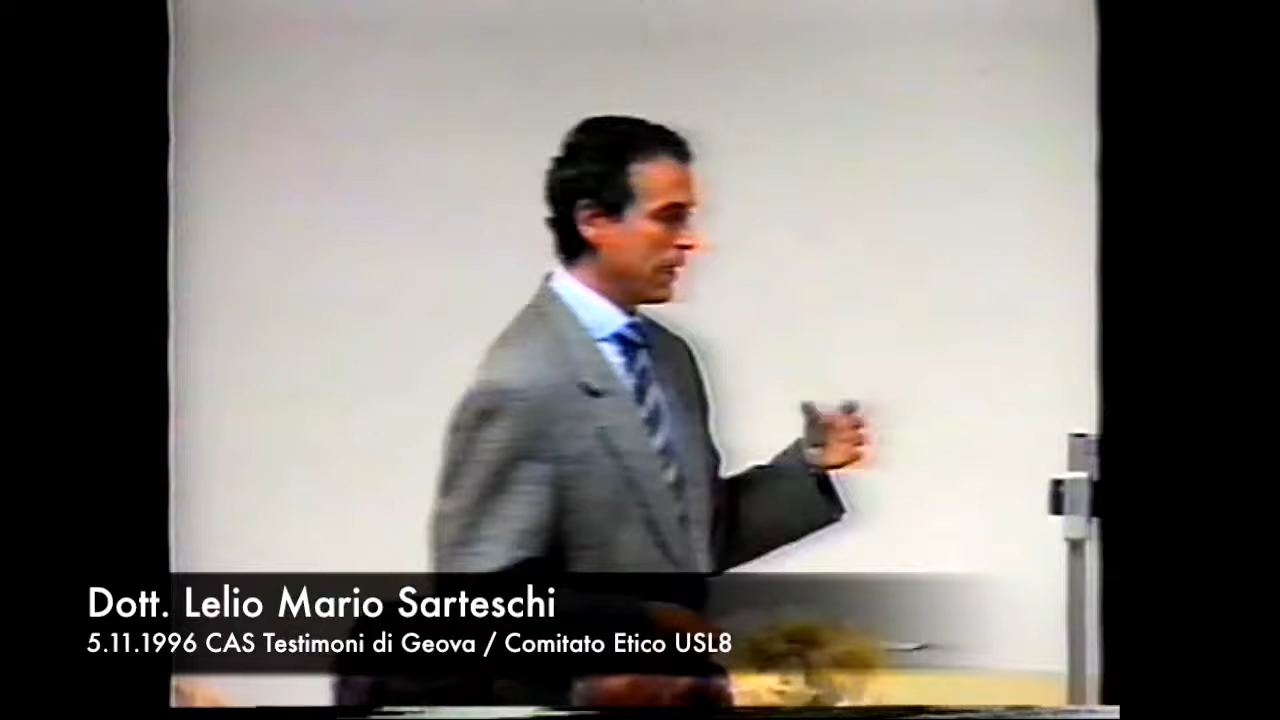 Dott. Lelio Mario Sarteschi
5.11.1996 CAS Testimoni di Geova / Comitato Etico USL8